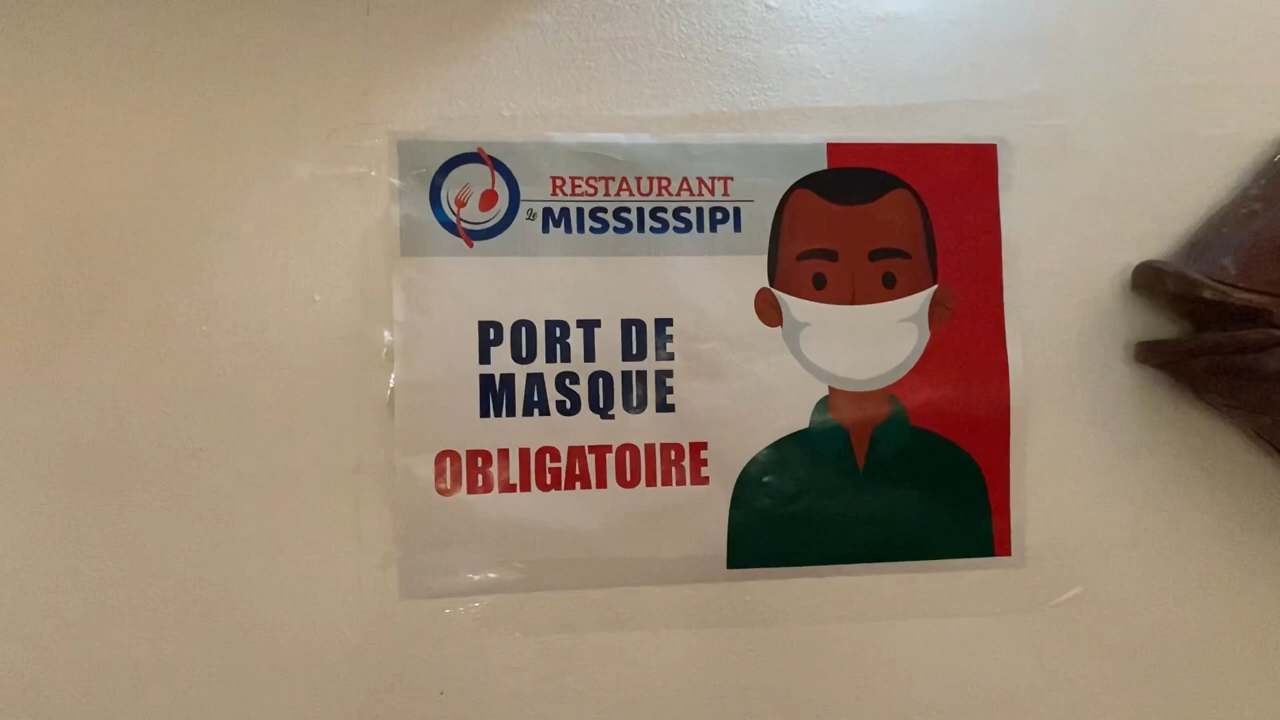 RESTAURANT
Le MISSISSIPI
PORT DE
MASQUE
OBLIGATOIRE